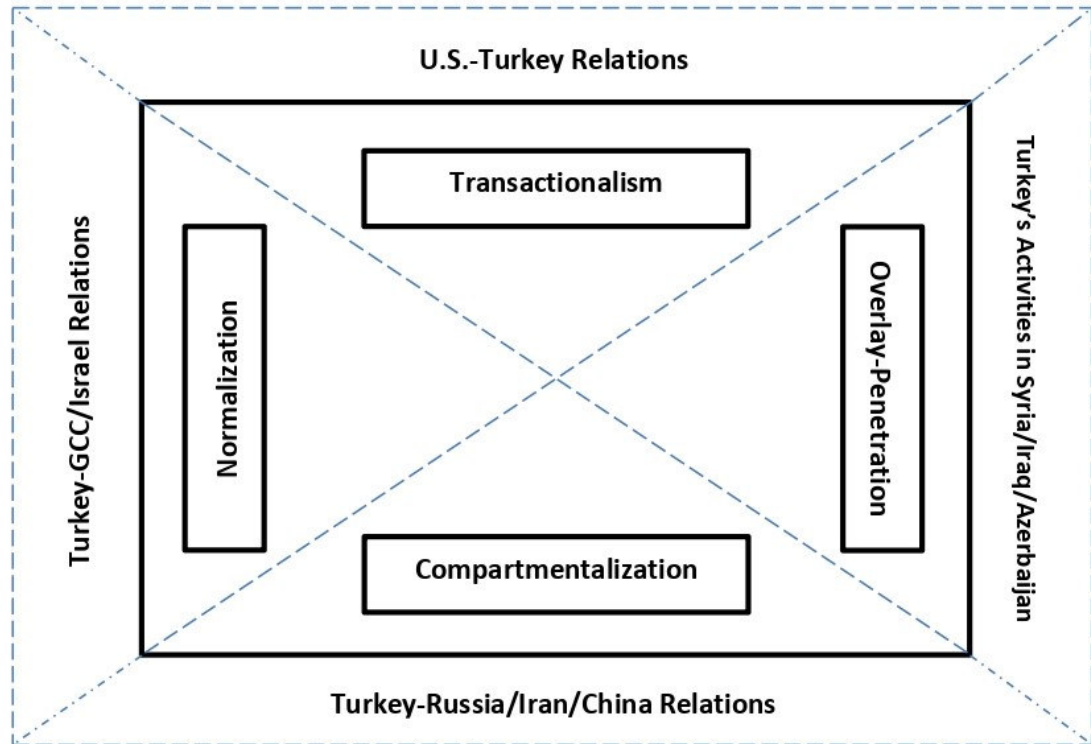 U.S.-Turkey Relations
Transactionalism
Turkey-GCC/Israel Relations
Normalization
Overlay-Penetration
Turkey’s Activities in Syria/Iraq/Azerbaijan
Compartmentalization
Turkey-Russia/Iran/China Relations